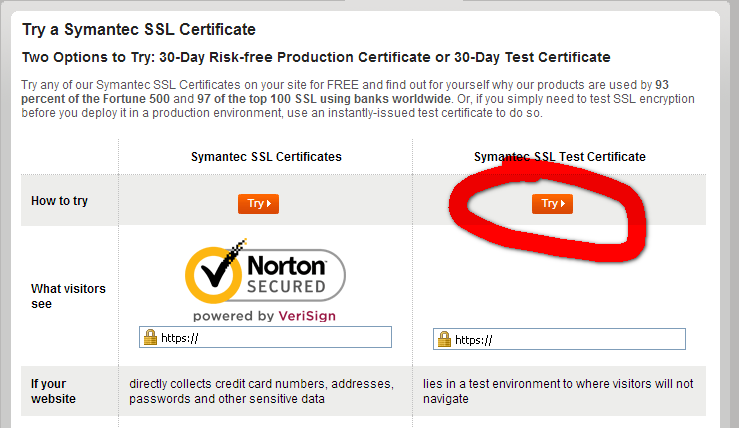 Try a Symantec SSL Certificate
Two Options to Try: 30-Day Risk-free Production Certificate or 30-Day Test Certificate
Try any of our Symantec SSL Certificates on your site for FREE and find out for yourself why our products are used by 93
percent of the Fortune 500 and 97 of the top 100 SSL using banks worldwide. Or, if you simply need to test SSL encryption
before you deploy it in a production environment, use an instantly-issued test certificate to do so.
Symantec SSL Certificates
Symantec SSL Test Certificate
How to try
Try
Try
What visitors
see
Norton
SECURED
powered by VeriSign
https://
https://
If your
website
directly collects credit card numbers, addresses,
passwords and other sensitive data
lies in a test environment to where visitors will not
navigate